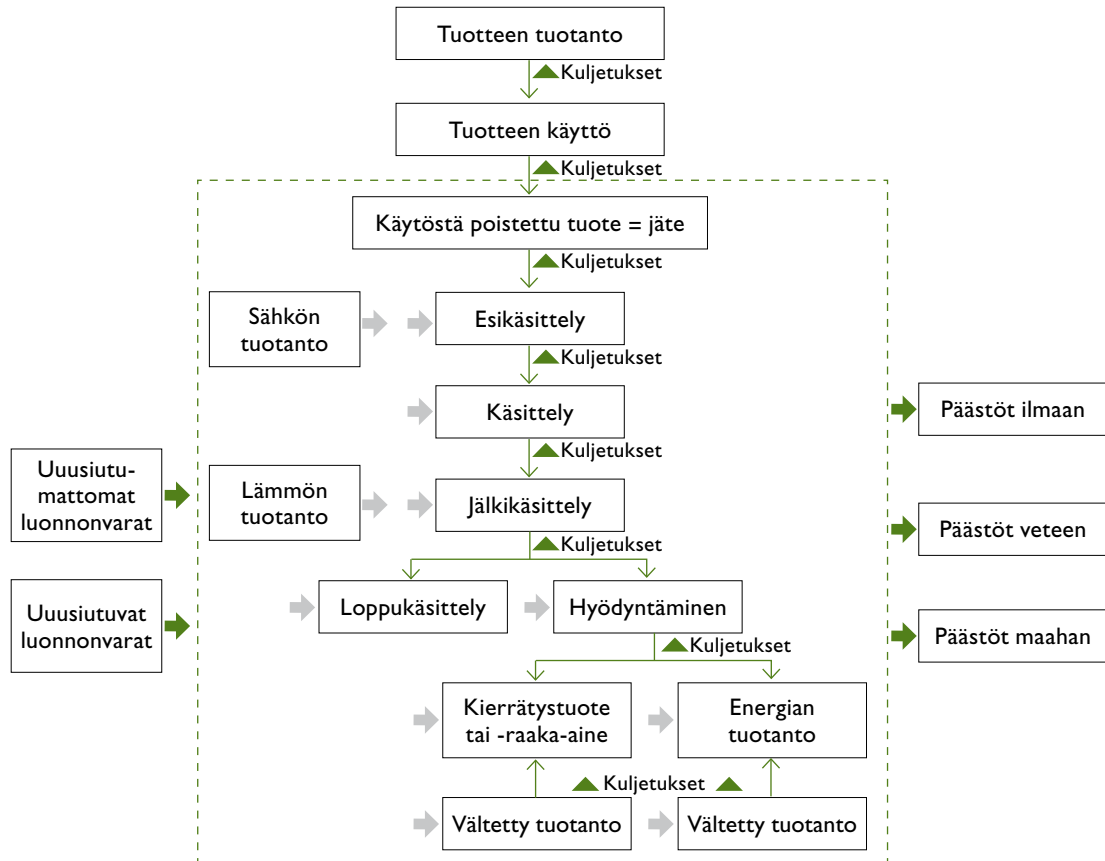 Tuotteen tuotanto
Kuljetukset
Tuotteen käyttö
Kuljetukset
Käytöstä poistettu tuote = jäte
Kuljetukset
Sähkön
tuotanto
Esikäsittely
Kuljetukset
Käsittely
Kuljetukset
Uuusiutu-
mattomat
luonnonvarat
Lämmön
tuotanto
Jälkikäsittely
Kuljetukset
Uuusiutuvat
luonnonvarat
Loppukäsittely
Hyödyntäminen
Kuljetukset
Kierrätystuote
tai -raaka-aine
Energian
tuotanto
Kuljetukset
Vältetty tuotanto
Vältetty tuotanto
Päästöt ilmaan
Päästöt veteen
Päästöt maahan